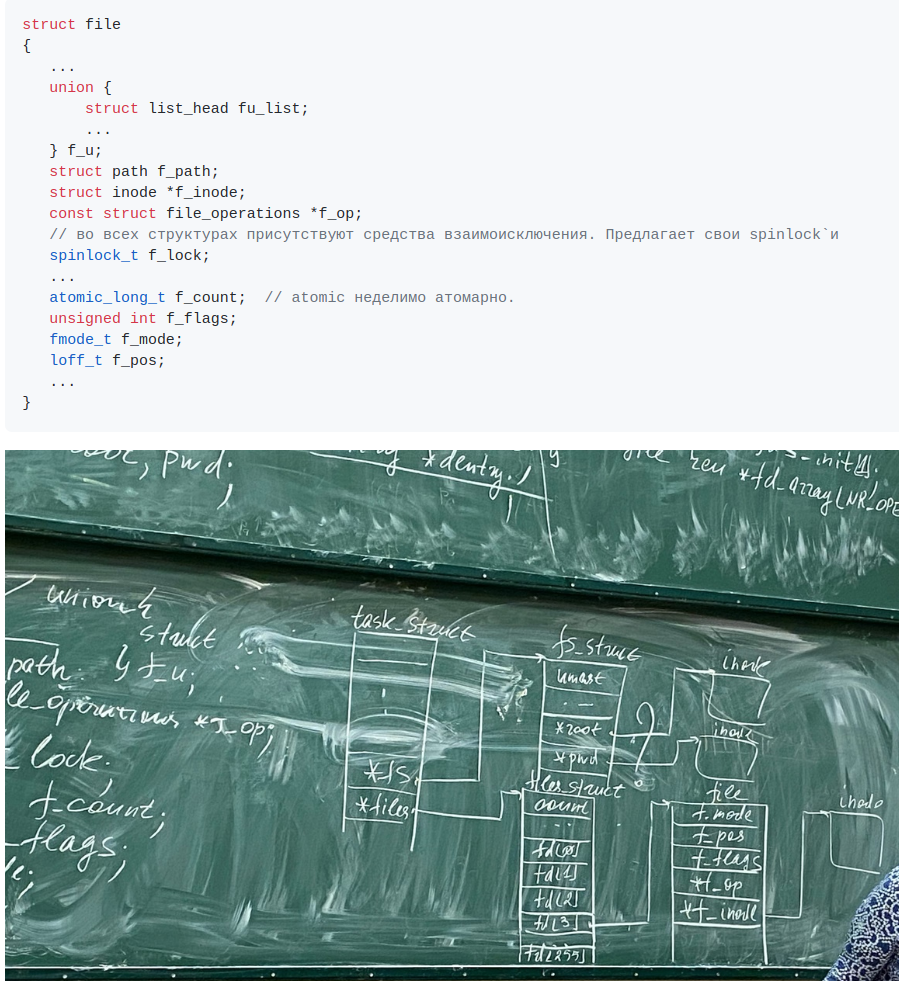 struct file
{
...
union {
struct list_head fu_list;
...
} f_u;
struct path f_path;
struct inode *f_inode;
const struct file_operations *f_op;
// во всех структурах присутствуют средства взаимоисключения. Предлагает свои spinlock`и
spinlock_t f_lock;
...
atomic_long_t f_count;  // atomic неделимо атомарно.
unsigned int f_flags;
fmode_t f_mode;
loff_t f_pos;
...
}
pwd;
*dentry;
*fd_array[NR_OPE
union {
struct
path. } f_u;
le_operations *f_op;
lock.
f_count;
flags;
task_struct
*fs
*files
fs_struct
umask
*root
*pwd
?
inode
inode
files_struct
count
fd[0]
fd[1]
fd[2]
fd[3]
fd[255]
file
f_mode
f_pos
f_flags
*f_op
*f_inode
inode